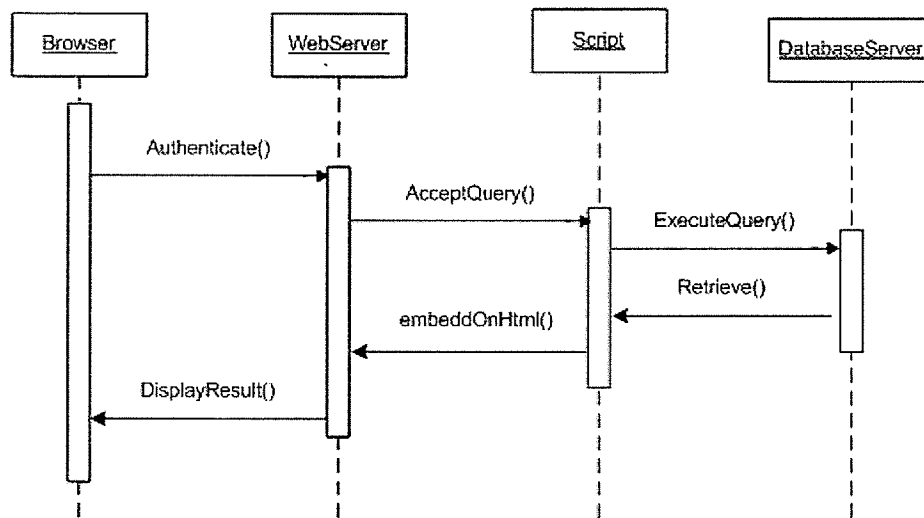 Browser
WebServer
Script
DatabaseServer
Authenticate()
AcceptQuery()
ExecuteQuery()
Retrieve()
embeddOnHtml()
DisplayResult()